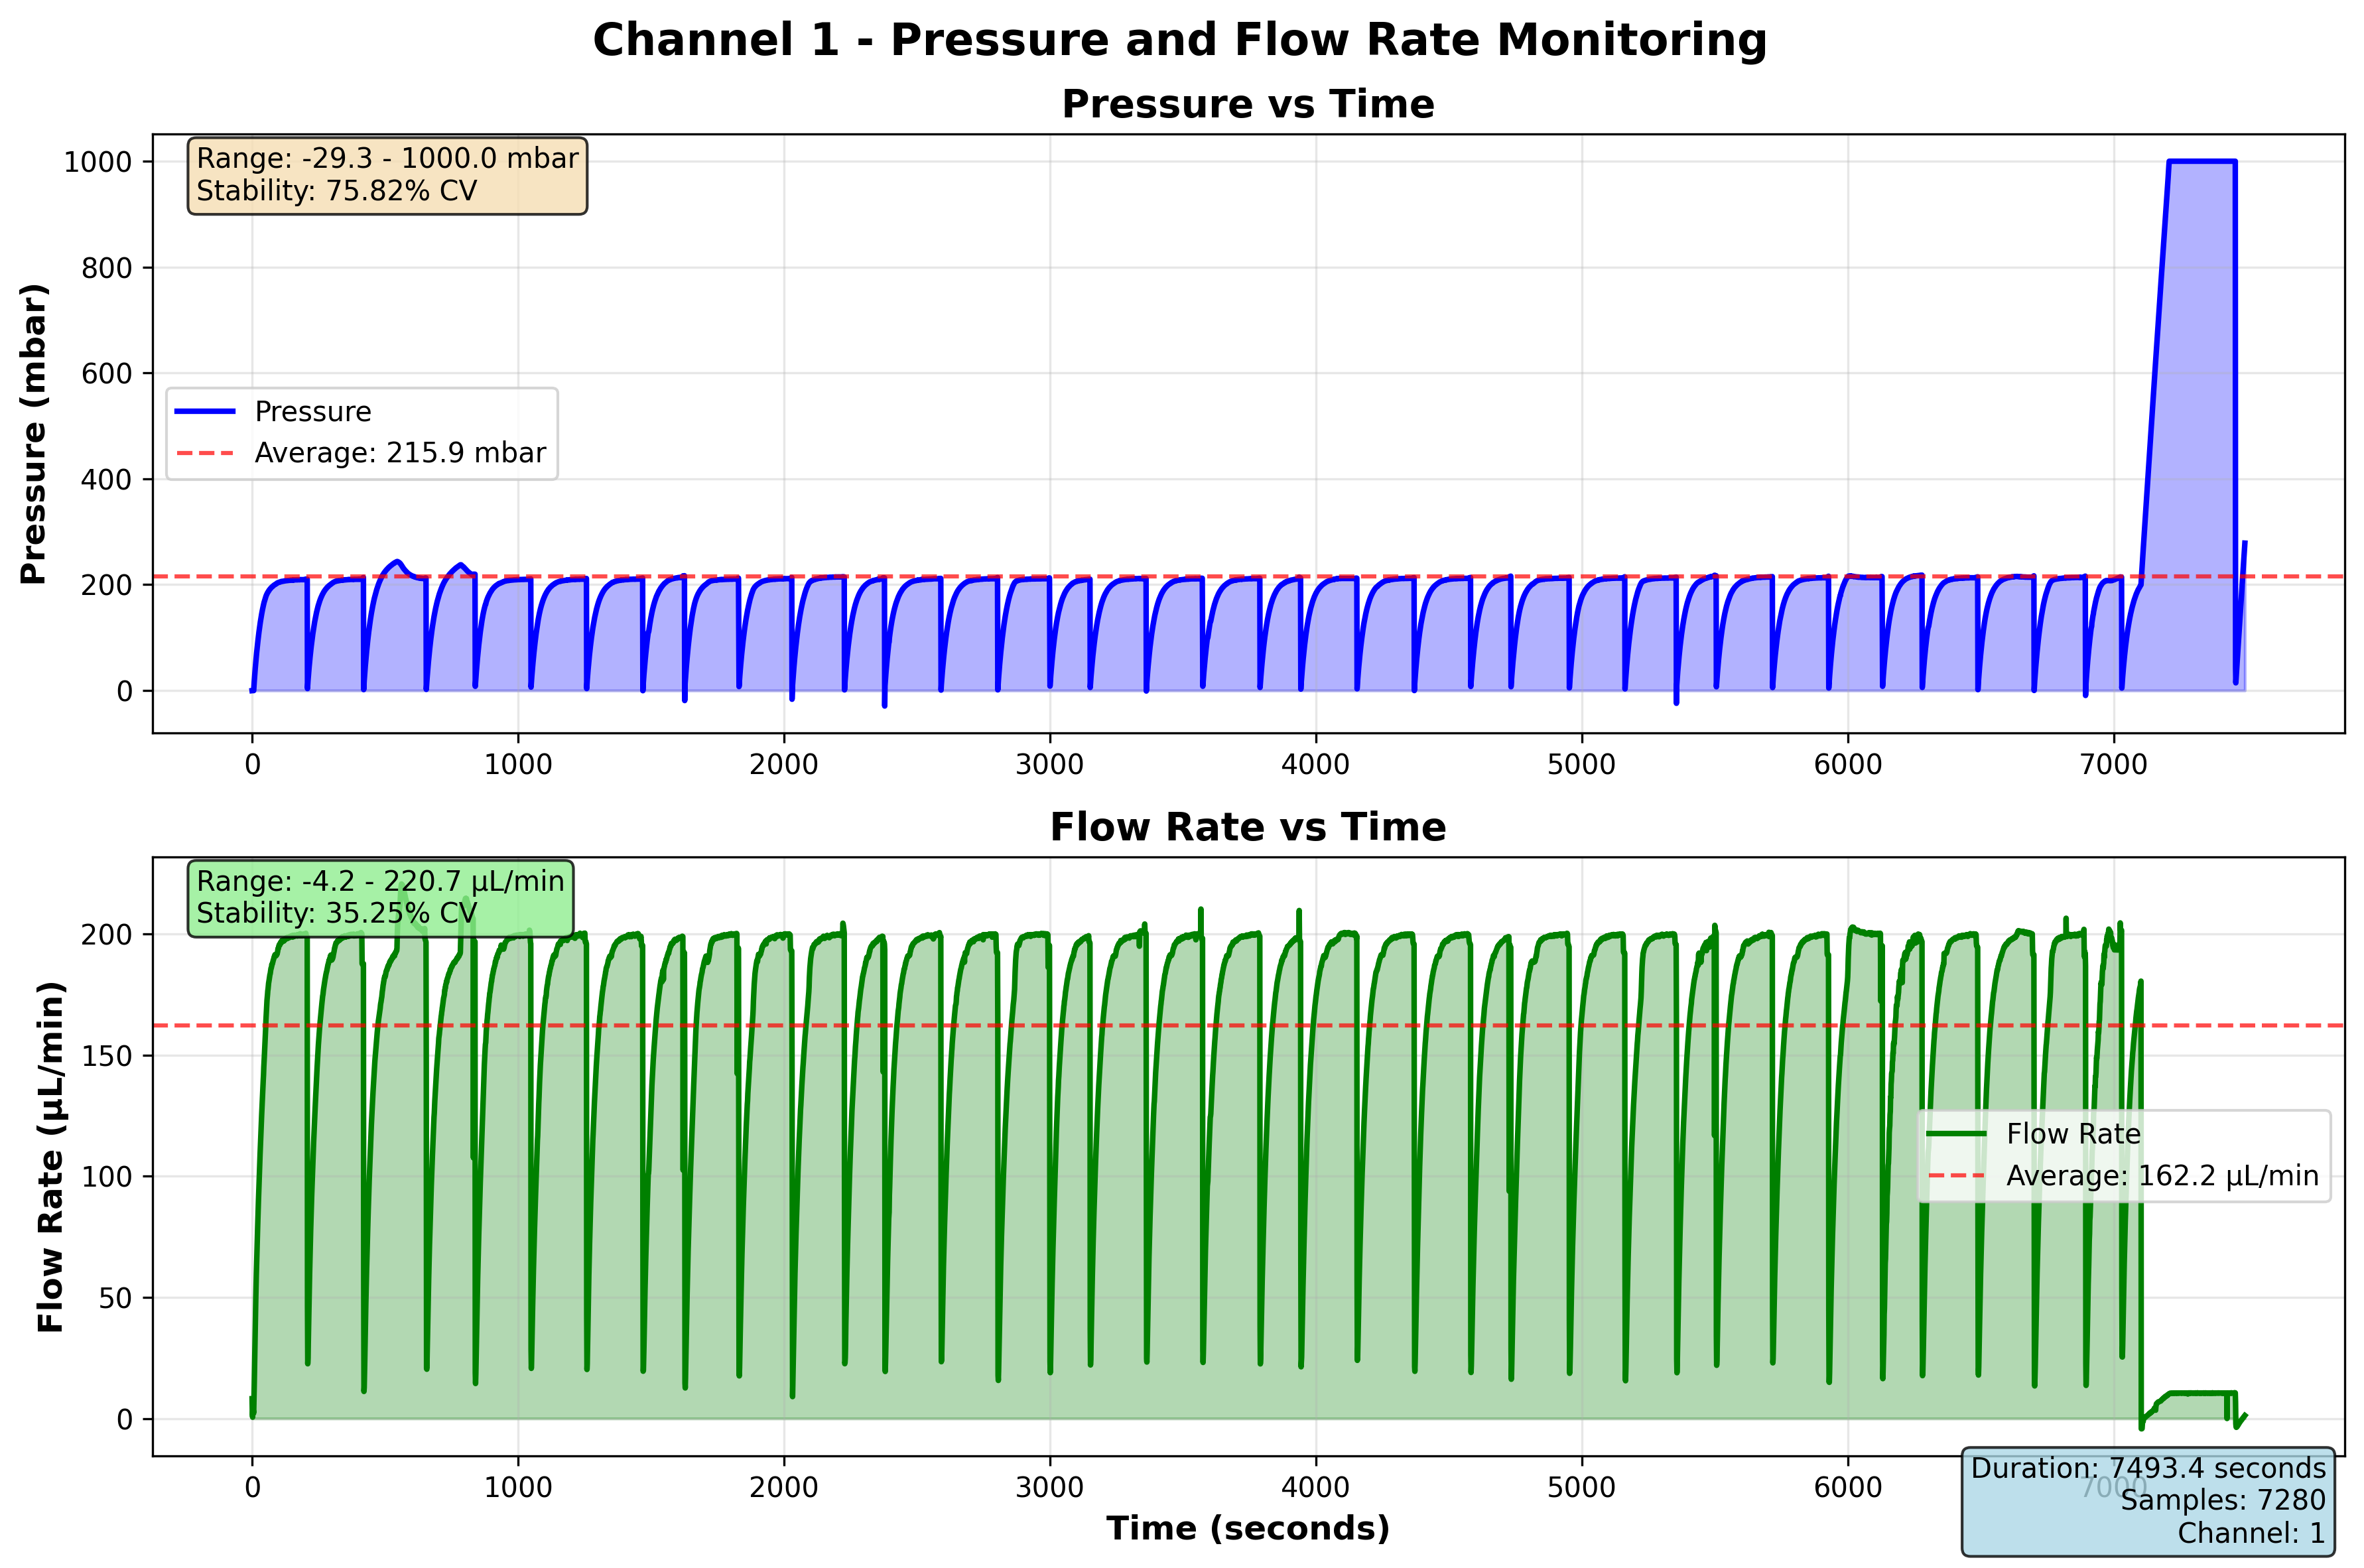 Channel 1 - Pressure and Flow Rate Monitoring
Pressure vs Time
Range: -29.3 - 1000.0 mbar
Stability: 75.82% CV
Pressure (mbar)
1000
800
600
400
200
0
Pressure
Average: 215.9 mbar
0 1000 2000 3000 4000 5000 6000 7000
Flow Rate vs Time
Range: -4.2 - 220.7 µL/min
Stability: 35.25% CV
Flow Rate (µL/min)
200
150
100
50
0
Flow Rate
Average: 162.2 µL/min
0 1000 2000 3000 4000 5000 6000 7000
Time (seconds)
Duration: 7493.4 seconds
Samples: 7280
Channel: 1